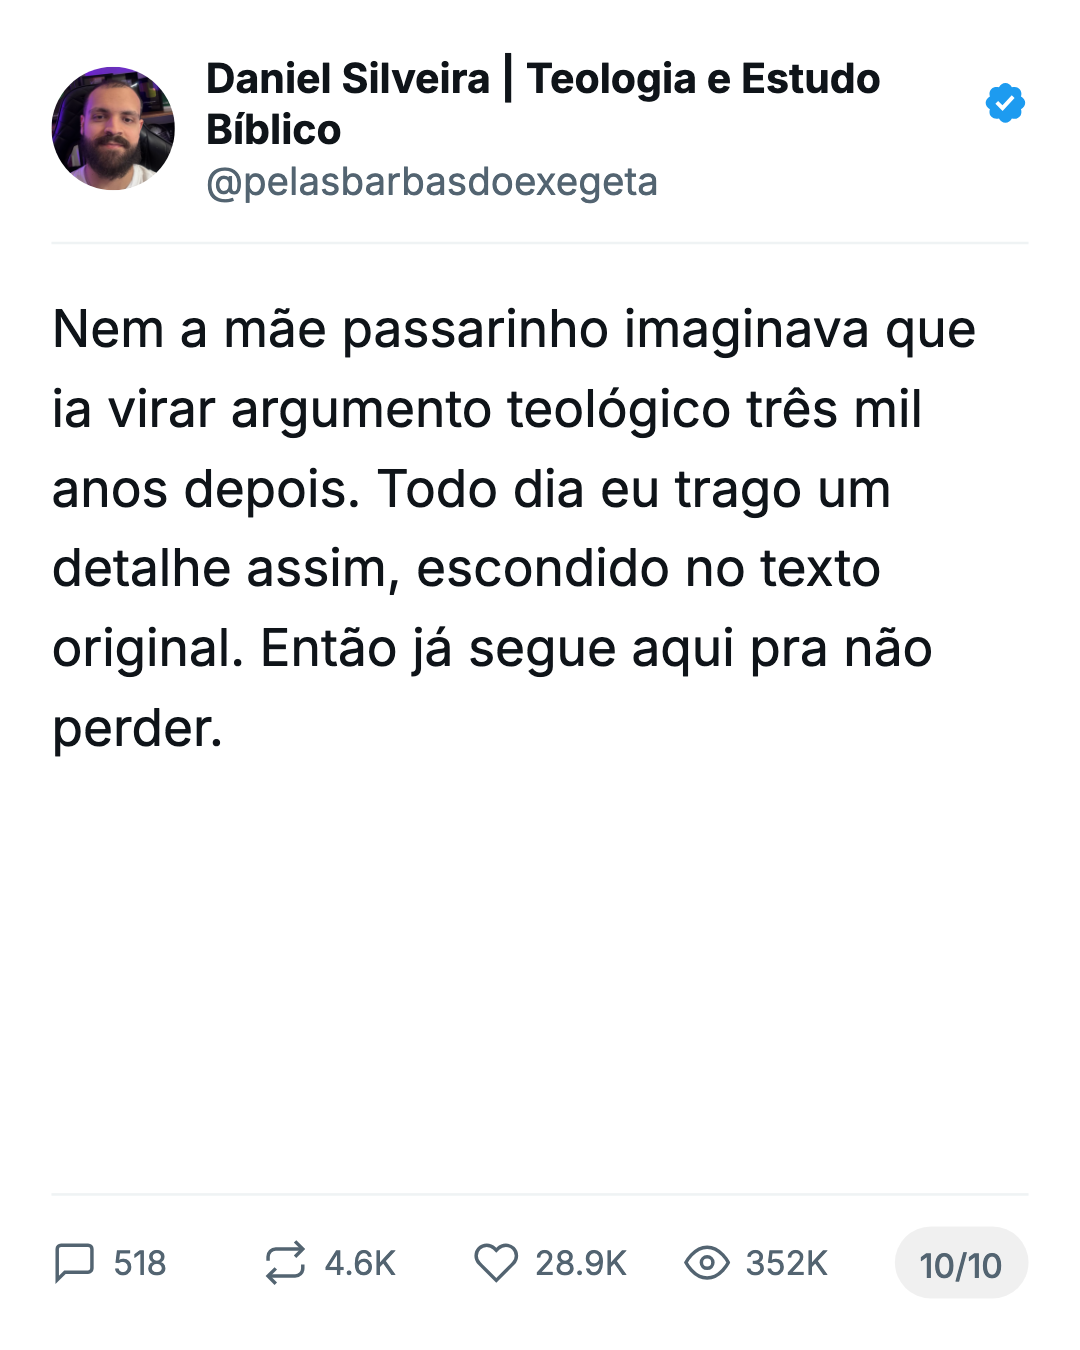 Daniel Silveira | Teologia e Estudo
Bíblico
@pelasbarbasdoexegeta
Nem a mãe passarinho imaginava que
ia virar argumento teológico três mil
anos depois. Todo dia eu trago um
detalhe assim, escondido no texto
original. Então já segue aqui pra não
perder.
518 4.6K 28.9K 352K 10/10